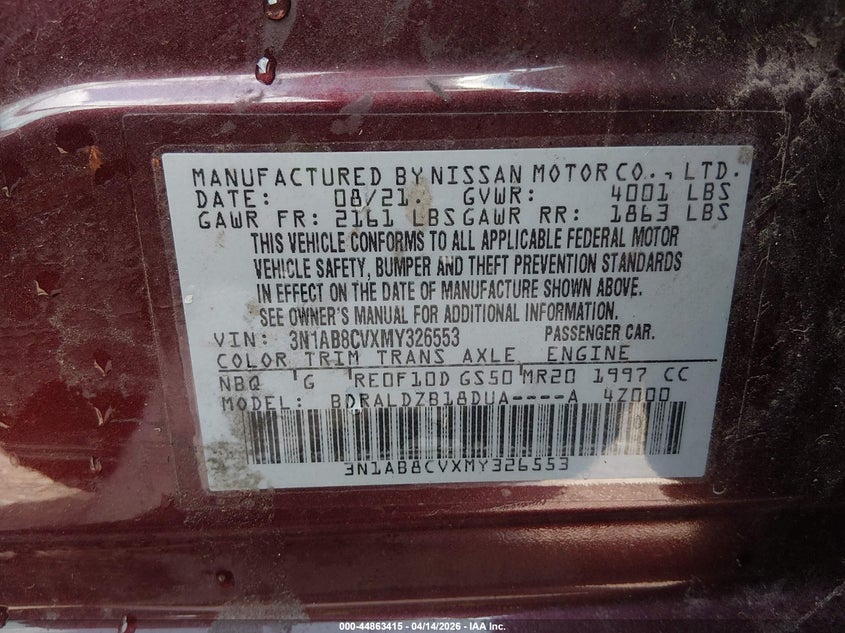 MANUFACTURED BY NISSAN MOTOR CO., LTD.
DATE: 08/21 GVWR: 4001 LBS
GAWR FR: 2161 LBS GAWR RR: 1863 LBS
THIS VEHICLE CONFORMS TO ALL APPLICABLE FEDERAL MOTOR
VEHICLE SAFETY, BUMPER AND THEFT PREVENTION STANDARDS
IN EFFECT ON THE DATE OF MANUFACTURE SHOWN ABOVE.
SEE OWNER'S MANUAL FOR ADDITIONAL INFORMATION.
VIN: 3N1AB8CVXMY326553 PASSENGER CAR.
COLOR TRIM TRANS AXLE ENGINE
NBQ G RE0F10D GS50 MR20 1997 CC
MODEL: BDRALDZB18DUA----A 4Z000
3N1AB8CVXMY326553
000-44863415 - 04/14/2026 - IAA Inc.